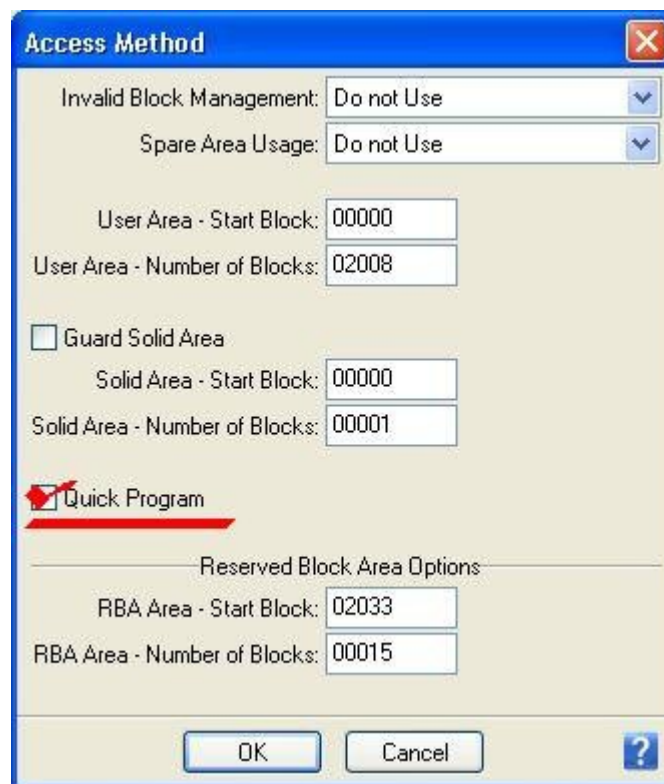 Access Method
Invalid Block Management: Do not Use
Spare Area Usage: Do not Use
User Area - Start Block: 00000
User Area - Number of Blocks: 02008
Guard Solid Area
Solid Area - Start Block: 00000
Solid Area - Number of Blocks: 00001
Quick Program
Reserved Block Area Options
RBA Area - Start Block: 02033
RBA Area - Number of Blocks: 00015
OK Cancel ?